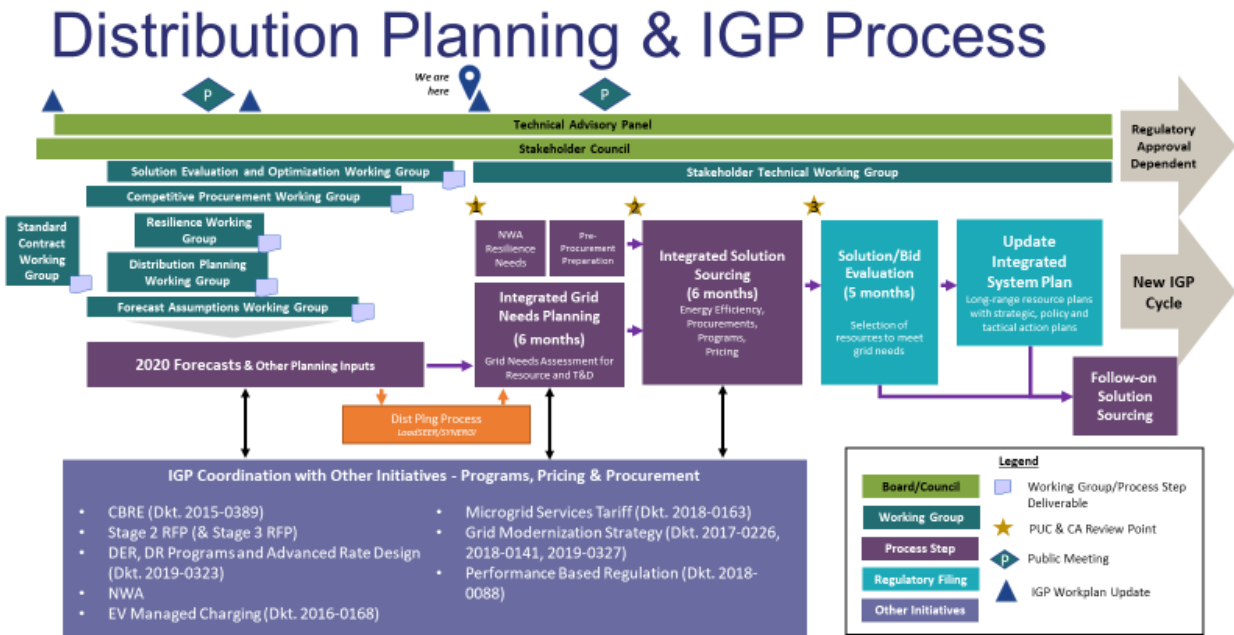 Distribution Planning & IGP Process
We are
here
P
P
Technical Advisory Panel
Stakeholder Council
Solution Evaluation and Optimization Working Group
Stakeholder Technical Working Group
Competitive Procurement Working Group
Resilience Working
Group
Standard
Contract
Working
Group
Distribution Planning
Working Group
Forecast Assumptions Working Group
2020 Forecasts & Other Planning Inputs
1
NWA
Resilience
Needs
Pre-
Procurement
Preparation
Integrated Grid
Needs Planning
(6 months)
Grid Needs Assessment for
Resource and T&D
Dist Plng Process
LoadSEER/SYNERGI
2
Integrated Solution
Sourcing
(6 months)
Energy Efficiency,
Procurements,
Programs,
Pricing
3
Solution/Bid
Evaluation
(5 months)
Selection of
resources to meet
grid needs
Update
Integrated
System Plan
Long-range resource plans
with strategic, policy and
tactical action plans
Follow-on
Solution
Sourcing
Regulatory
Approval
Dependent
New IGP
Cycle
IGP Coordination with Other Initiatives - Programs, Pricing & Procurement
• CBRE (Dkt. 2015-0389)
• Stage 2 RFP (& Stage 3 RFP)
• DER, DR Programs and Advanced Rate Design
(Dkt. 2019-0323)
• NWA
• EV Managed Charging (Dkt. 2016-0168)
• Microgrid Services Tariff (Dkt. 2018-0163)
• Grid Modernization Strategy (Dkt. 2017-0226,
2018-0141, 2019-0327)
• Performance Based Regulation (Dkt. 2018-
0088)
Legend
Board/Council
Working Group
Process Step
Regulatory Filing
Other Initiatives
Working Group/Process Step
Deliverable
PUC & CA Review Point
P
Public Meeting
IGP Workplan Update